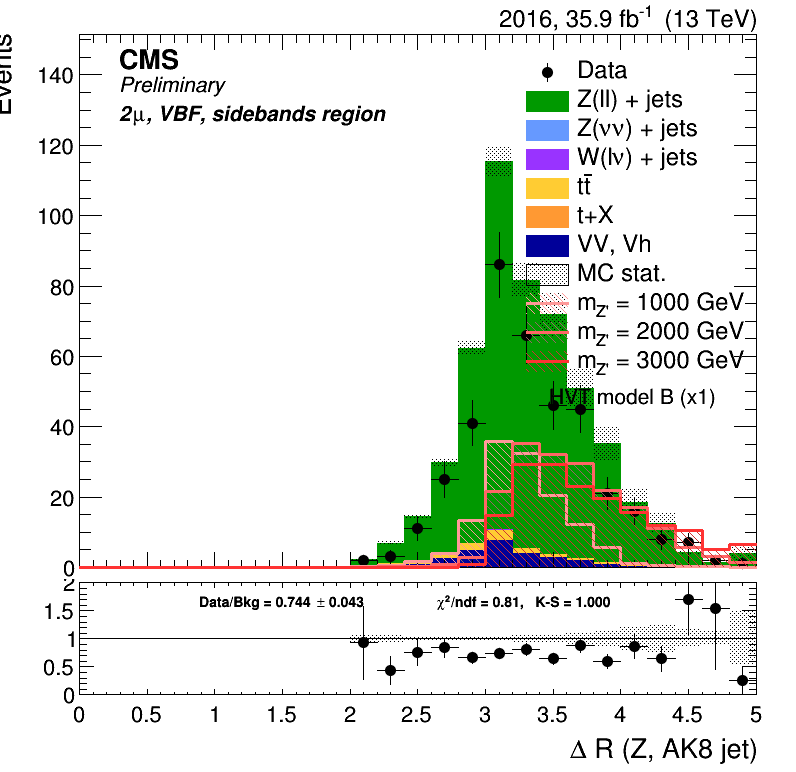 2016, 35.9 fb⁻¹ (13 TeV)
Events
CMS
Preliminary
2μ, VBF, sidebands region
Data
Z(ll) + jets
Z(νν) + jets
W(lν) + jets
tt̄
t+X
VV, Vh
MC stat.
m_Z' = 1000 GeV
m_Z' = 2000 GeV
m_Z' = 3000 GeV
HVT model B (x1)
140
120
100
80
60
40
20
0
Data/Bkg = 0.744 ± 0.043
χ²/ndf = 0.81, K-S = 1.000
2
1.5
1
0.5
0
0 0.5 1 1.5 2 2.5 3 3.5 4 4.5 5
Δ R (Z, AK8 jet)